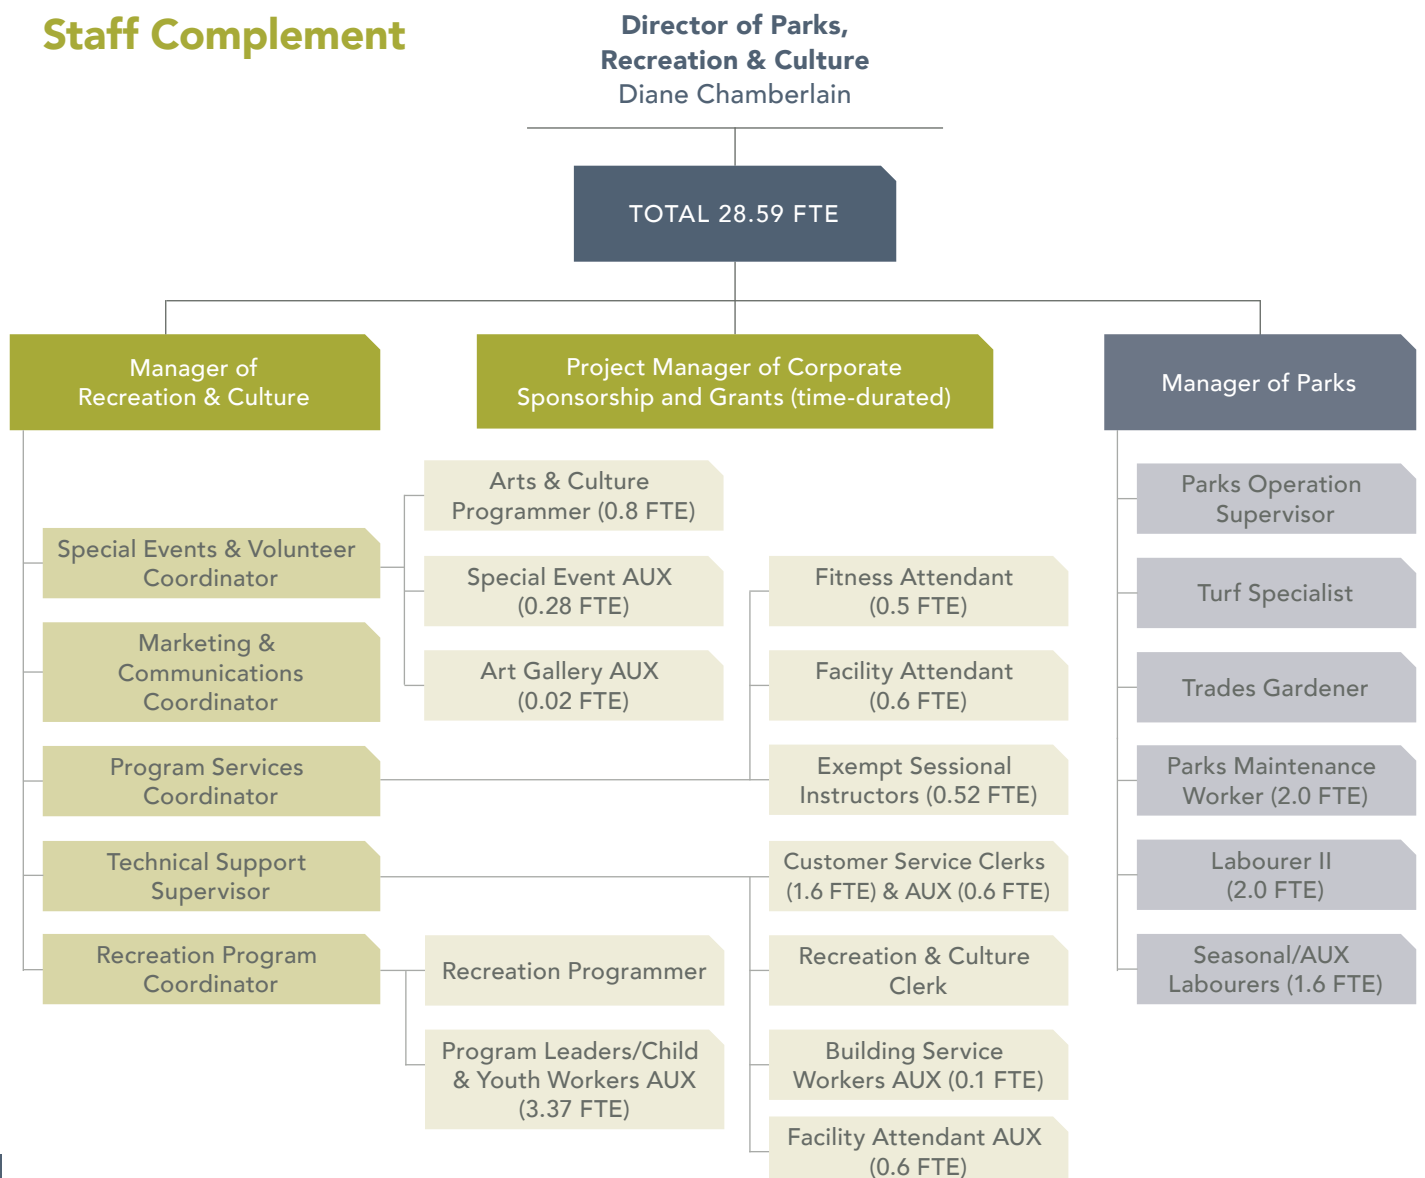 Staff Complement
Director of Parks,
Recreation & Culture
Diane Chamberlain
TOTAL 28.59 FTE
Manager of
Recreation & Culture
Project Manager of Corporate
Sponsorship and Grants (time-durated)
Manager of Parks
Special Events & Volunteer
Coordinator
Marketing &
Communications
Coordinator
Program Services
Coordinator
Technical Support
Supervisor
Recreation Program
Coordinator
Arts & Culture
Programmer (0.8 FTE)
Special Event AUX
(0.28 FTE)
Art Gallery AUX
(0.02 FTE)
Recreation Programmer
Program Leaders/Child
& Youth Workers AUX
(3.37 FTE)
Fitness Attendant
(0.5 FTE)
Facility Attendant
(0.6 FTE)
Exempt Sessional
Instructors (0.52 FTE)
Customer Service Clerks
(1.6 FTE) & AUX (0.6 FTE)
Recreation & Culture
Clerk
Building Service
Workers AUX (0.1 FTE)
Facility Attendant AUX
(0.6 FTE)
Parks Operation
Supervisor
Turf Specialist
Trades Gardener
Parks Maintenance
Worker (2.0 FTE)
Labourer II
(2.0 FTE)
Seasonal/AUX
Labourers (1.6 FTE)